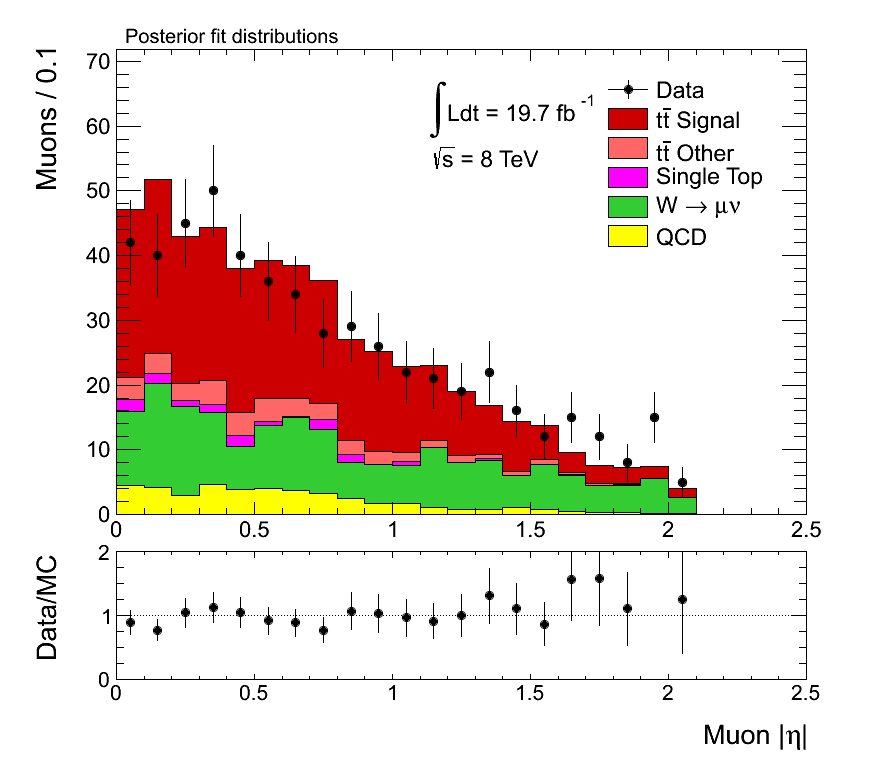 Posterior fit distributions
Muons / 0.1
70
60
50
40
30
20
10
0
∫Ldt = 19.7 fb⁻¹
√s = 8 TeV
Data
tt̄ Signal
tt̄ Other
Single Top
W → μν
QCD
0 0.5 1 1.5 2 2.5
Data/MC
2
1
0
0 0.5 1 1.5 2 2.5
Muon |η|